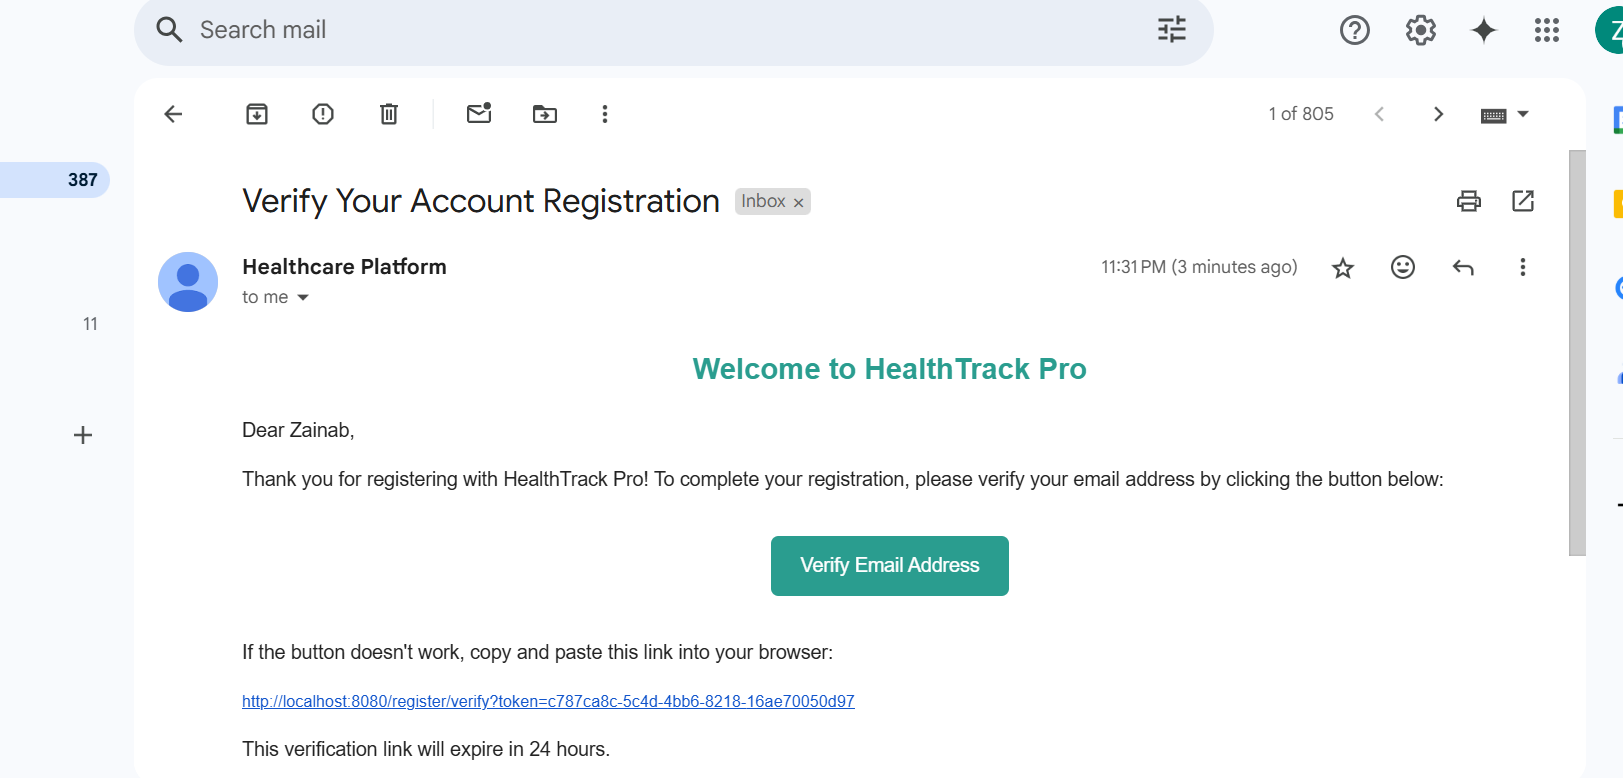 Search mail
Z
1 of 805
387
Verify Your Account Registration Inbox ×
Healthcare Platform
11:31 PM (3 minutes ago)
to me
11
Welcome to HealthTrack Pro
Dear Zainab,
Thank you for registering with HealthTrack Pro! To complete your registration, please verify your email address by clicking the button below:
Verify Email Address
If the button doesn't work, copy and paste this link into your browser:
http://localhost:8080/register/verify?token=c787ca8c-5c4d-4bb6-8218-16ae70050d97
This verification link will expire in 24 hours.